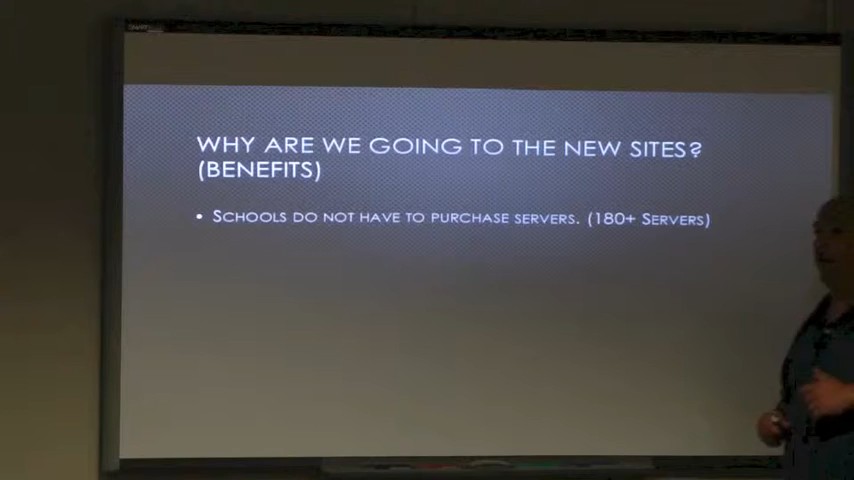 WHY ARE WE GOING TO THE NEW SITES?
(BENEFITS)
• SCHOOLS DO NOT HAVE TO PURCHASE SERVERS. (180+ SERVERS)